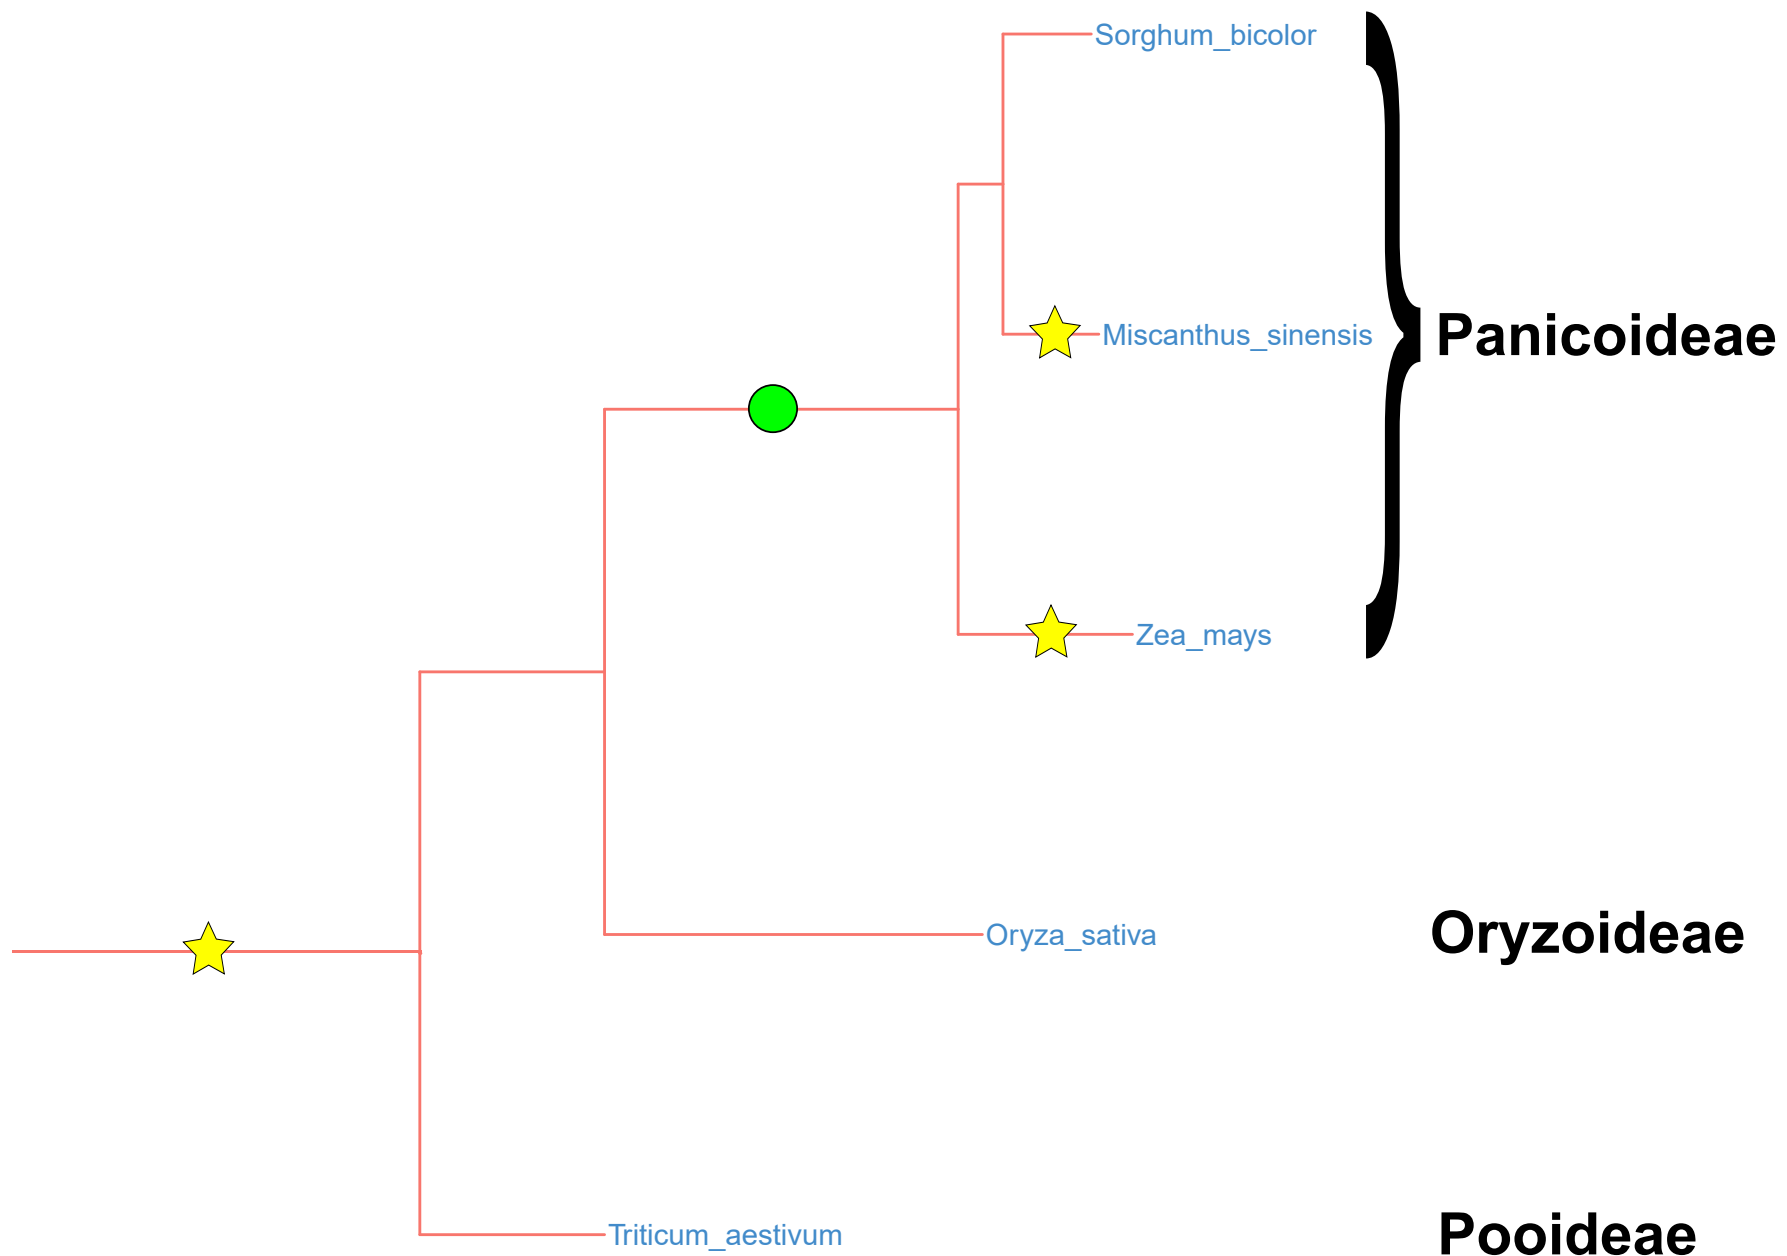 Sorghum_bicolor
Miscanthus_sinensis
Panicoideae
Zea_mays
Oryza_sativa
Oryzoideae
Triticum_aestivum
Pooideae